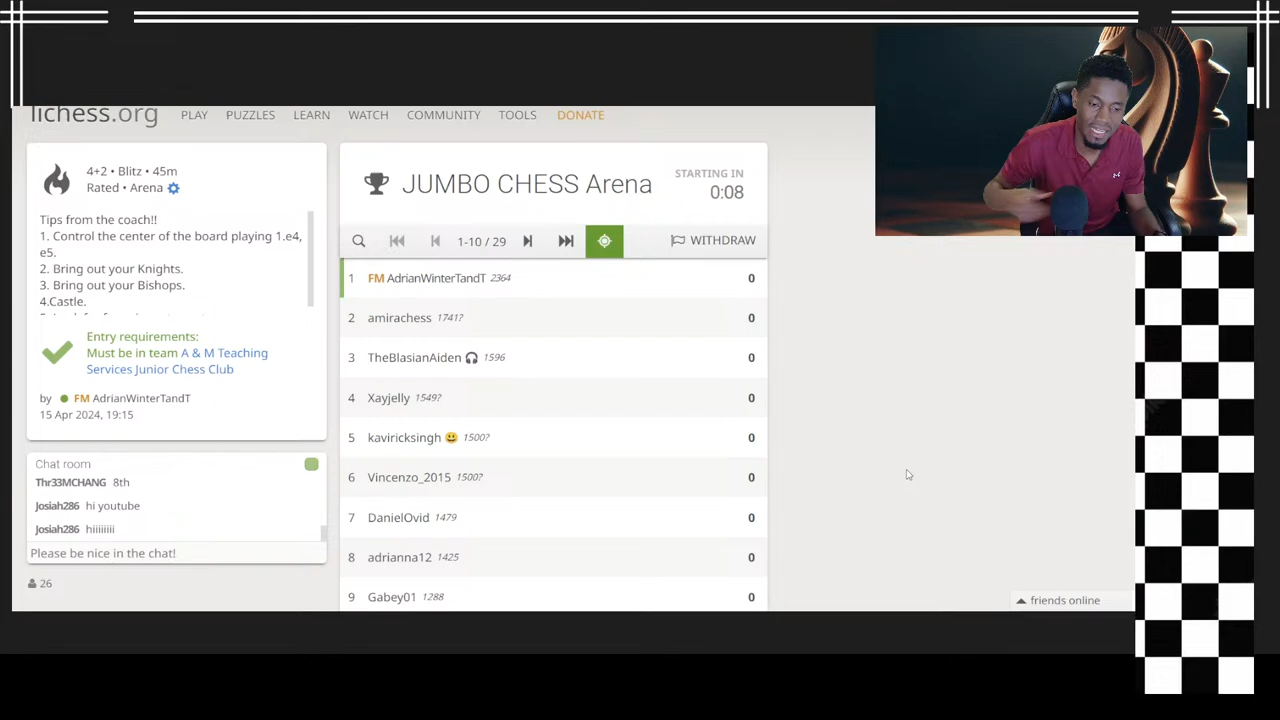 lichess.org PLAY PUZZLES LEARN WATCH COMMUNITY TOOLS DONATE
4+2 • Blitz • 45m
Rated • Arena
Tips from the coach!!
1. Control the center of the board playing 1.e4,
e5.
2. Bring out your Knights.
3. Bring out your Bishops.
4.Castle.
Entry requirements:
Must be in team A & M Teaching
Services Junior Chess Club
by FM AdrianWinterTandT
15 Apr 2024, 19:15
Chat room
Thr33MCHANG 8th
Josiah286 hi youtube
Josiah286 hiiiiiiii
Please be nice in the chat!
26
JUMBO CHESS Arena
STARTING IN
0:08
1-10 / 29
WITHDRAW
1 FM AdrianWinterTandT 2364 0
2 amirachess 1741? 0
3 TheBlasianAiden 1596 0
4 Xayjelly 1549? 0
5 kaviricksingh 😃 1500? 0
6 Vincenzo_2015 1500? 0
7 DanielOvid 1479 0
8 adrianna12 1425 0
9 Gabey01 1288 0
friends online